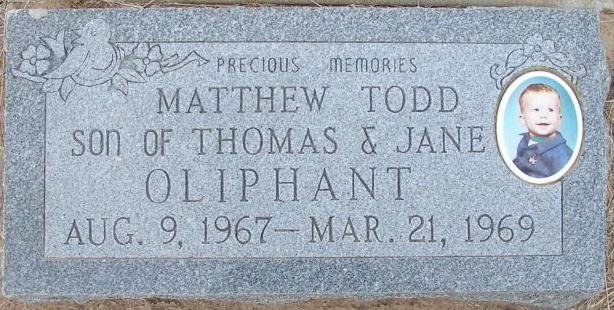 PRECIOUS MEMORIES
MATTHEW TODD
SON OF THOMAS & JANE
OLIPHANT
AUG. 9, 1967 — MAR. 21, 1969